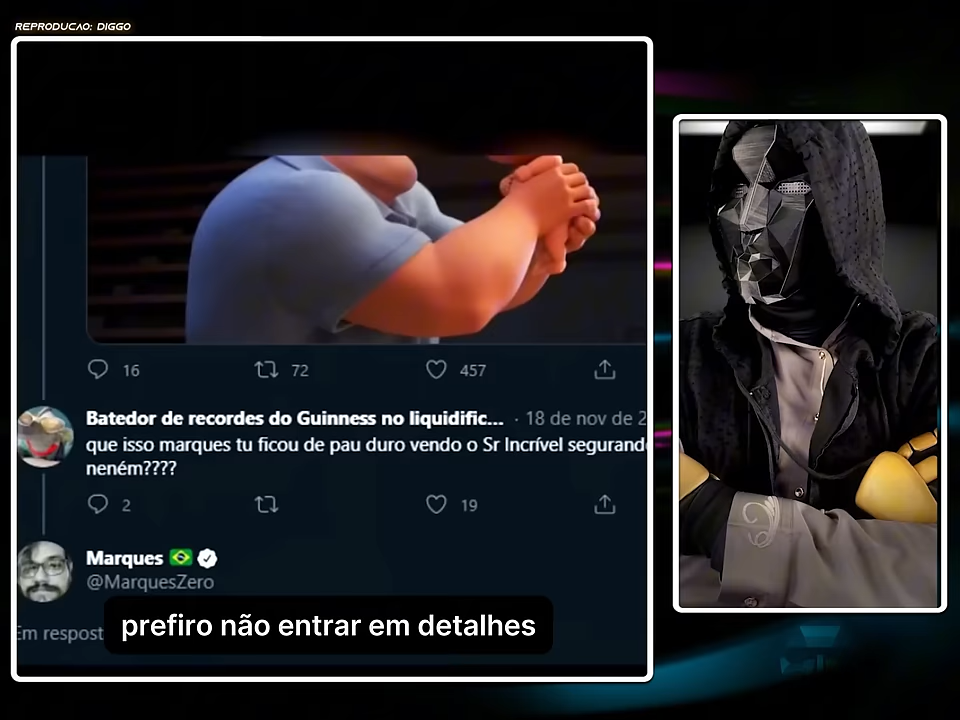 REPRODUCAO: DIGGO
16 72 457
Batedor de recordes do Guinness no liquidific... · 18 de nov de 2
que isso marques tu ficou de pau duro vendo o Sr Incrível segurando
neném????
2 19
Marques
@MarquesZero
Em respost
prefiro não entrar em detalhes